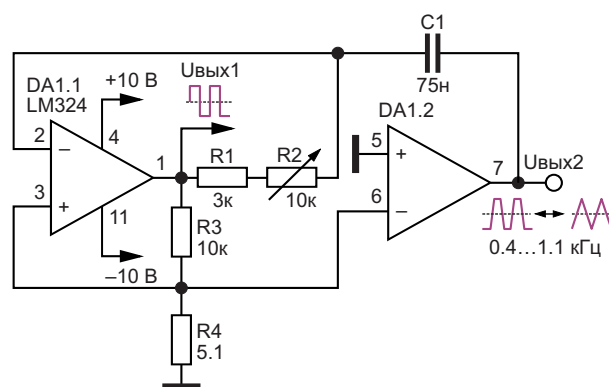 C1
75н
DA1.1
LM324
+10 В
Uвых1
DA1.2
2
–
4
1
R1
3к
R2
10к
5
+
7
Uвых2
3
+
11
6
–
R3
10к
–10 В
0.4...1.1 кГц
R4
5.1